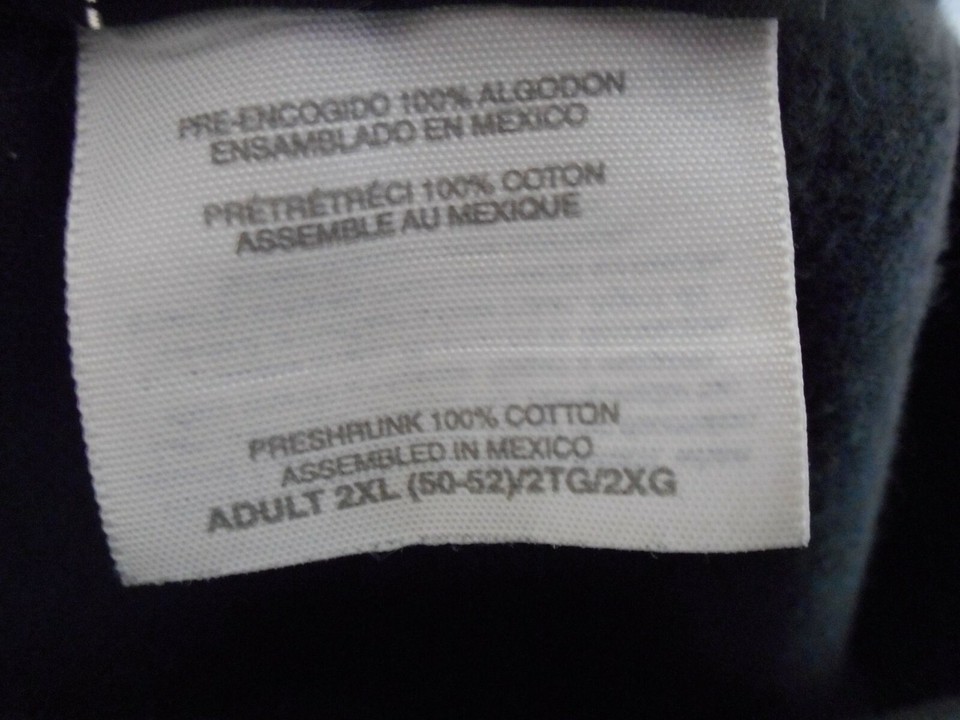 PRE-ENCOGIDO 100% ALGODON
ENSAMBLADO EN MEXICO
PRÉTRÉTRÉCI 100% COTON
ASSEMBLE AU MEXIQUE
PRESHRUNK 100% COTTON
ASSEMBLED IN MEXICO
ADULT 2XL (50-52)/2TG/2XG